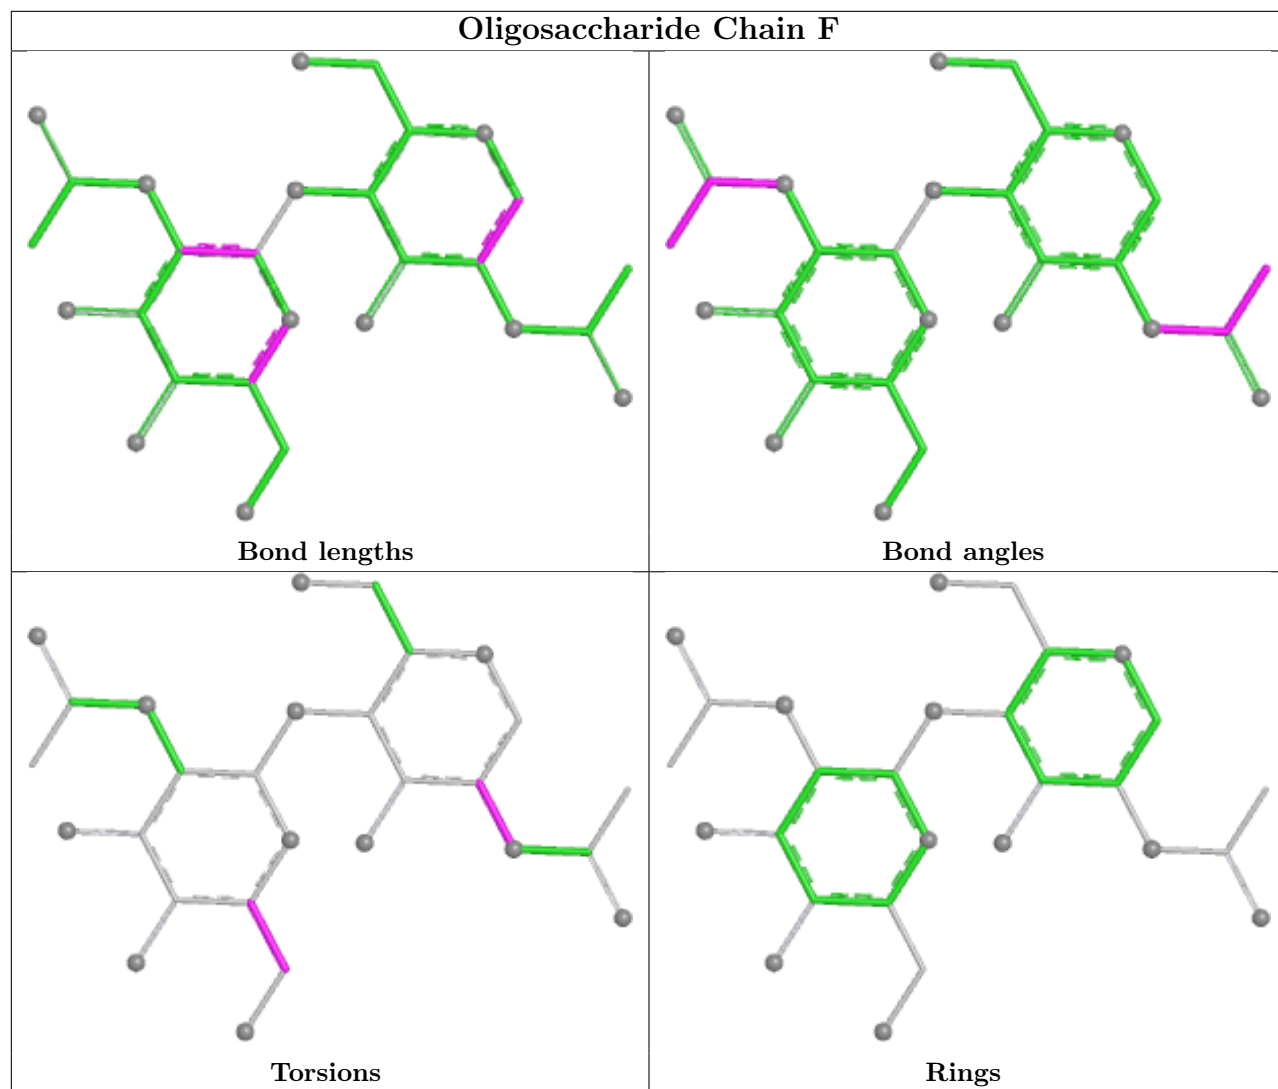 Oligosaccharide Chain F
Bond lengths
Bond angles
Torsions
Rings